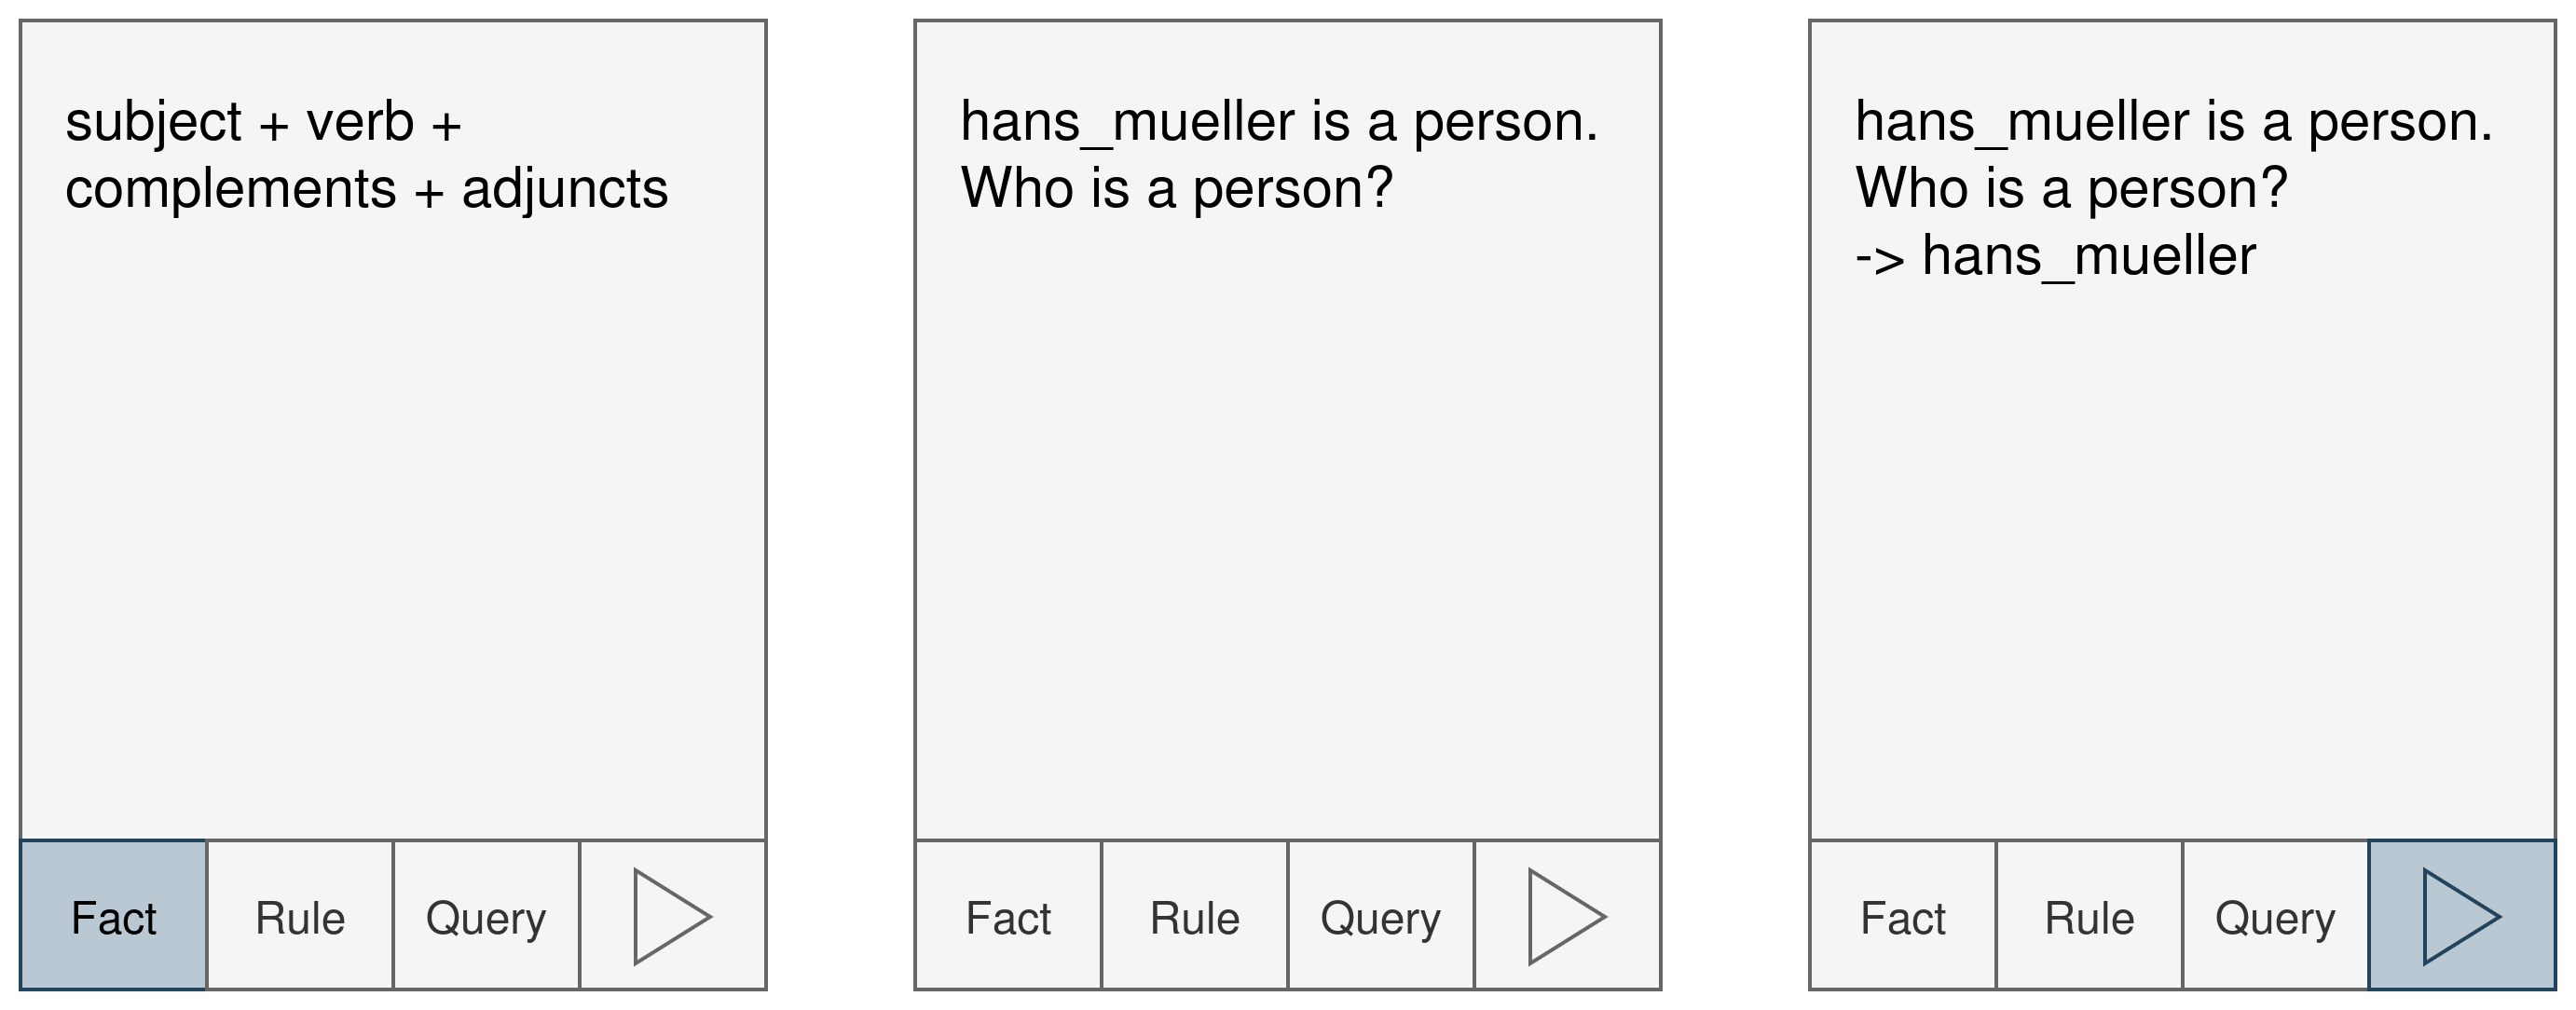 subject + verb +
complements + adjuncts
Fact
Rule
Query
hans_mueller is a person.
Who is a person?
Fact
Rule
Query
hans_mueller is a person.
Who is a person?
-> hans_mueller
Fact
Rule
Query